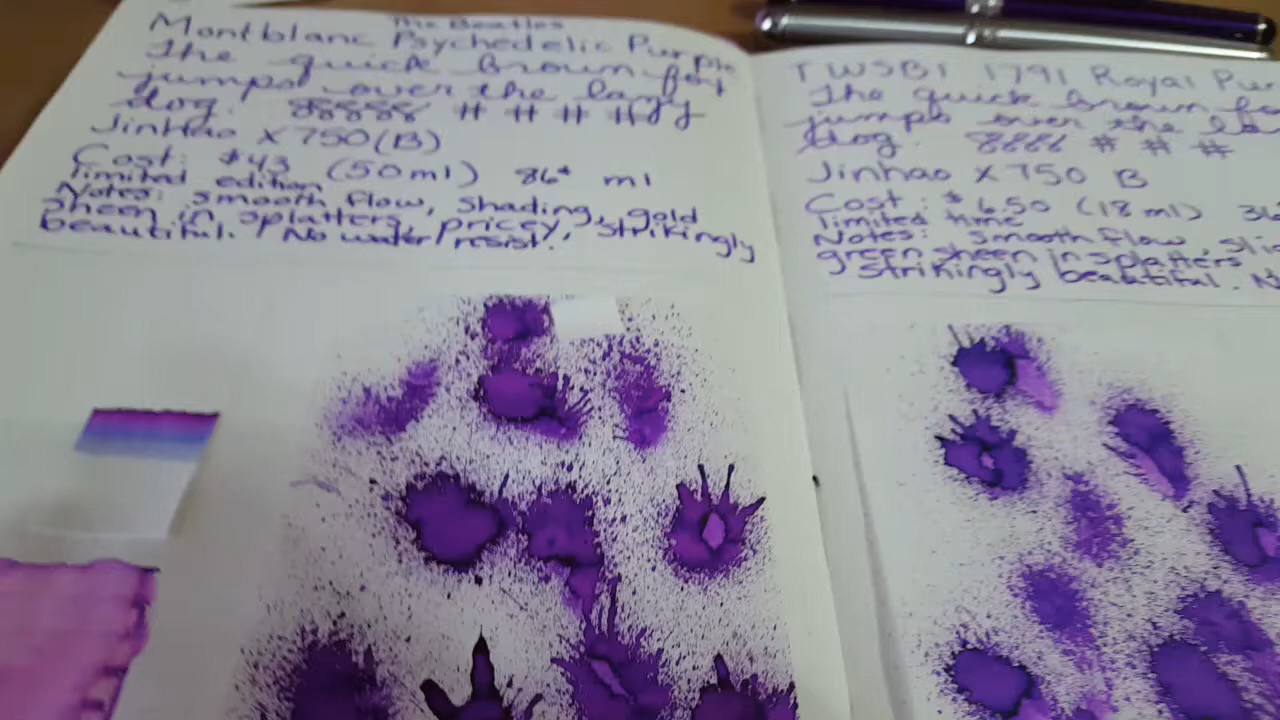 The Beatles
Montblanc Psychedelic Purple
The quick brown fox
jumps over the lazy
dog. 88888 # # # #
Jinhao X750(B)
Cost: $43 (50ml) 86¢ ml
limited edition
Notes: smooth flow, shading, gold
sheen in splatters, pricey, strikingly
beautiful. No water resist.
TWSBI 1791 Royal Pur
The quick brown fo
jumps over the la
dog. 8888 # # #
Jinhao X750 B
Cost: $6.50 (18ml) 36
limited time
Notes: smooth flow,
green sheen in splatters
strikingly beautiful. N